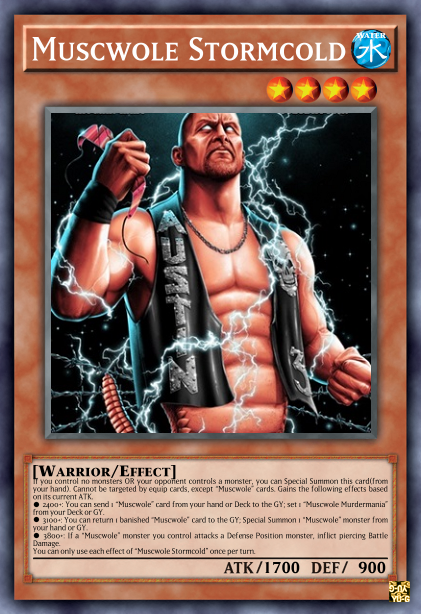 Muscwole Stormcold
WATER
水
AUSTIN
3
[Warrior/Effect]
If you control no monsters OR your opponent controls a monster, you can Special Summon this card(from
your hand). Cannot be targeted by equip cards, except "Muscwole" cards. Gains the following effects based
on its current ATK.
● 2400+: You can send 1 "Muscwole" card from your hand or Deck to the GY; set 1 "Muscwole Murdermania"
from your Deck or GY.
● 3100+: You can return 1 banished "Muscwole" card to the GY; Special Summon 1 "Muscwole" monster from
your hand or GY.
● 3800+: If a "Muscwole" monster you control attacks a Defense Position monster, inflict piercing Battle
Damage.
You can only use each effect of "Muscwole Stormcold" once per turn.
ATK/1700 DEF/ 900